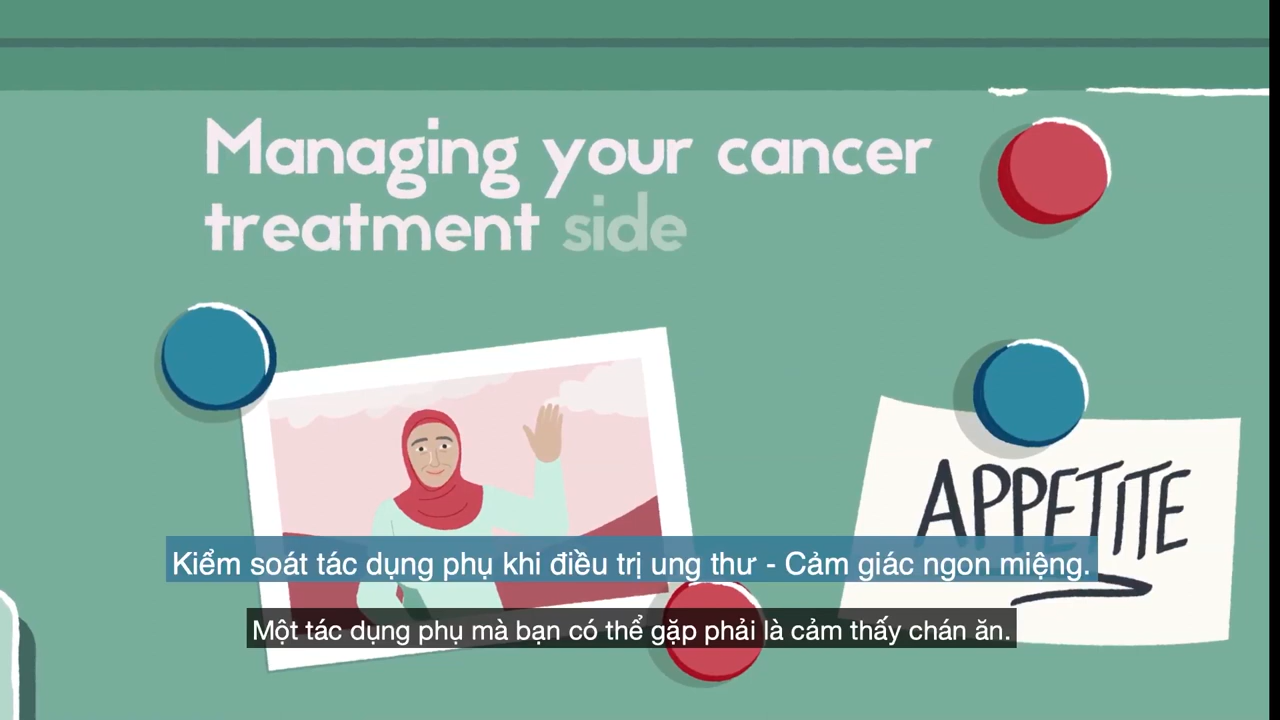 Managing your cancer
treatment side
APPETITE
Kiểm soát tác dụng phụ khi điều trị ung thư - Cảm giác ngon miệng.
Một tác dụng phụ mà bạn có thể gặp phải là cảm thấy chán ăn.